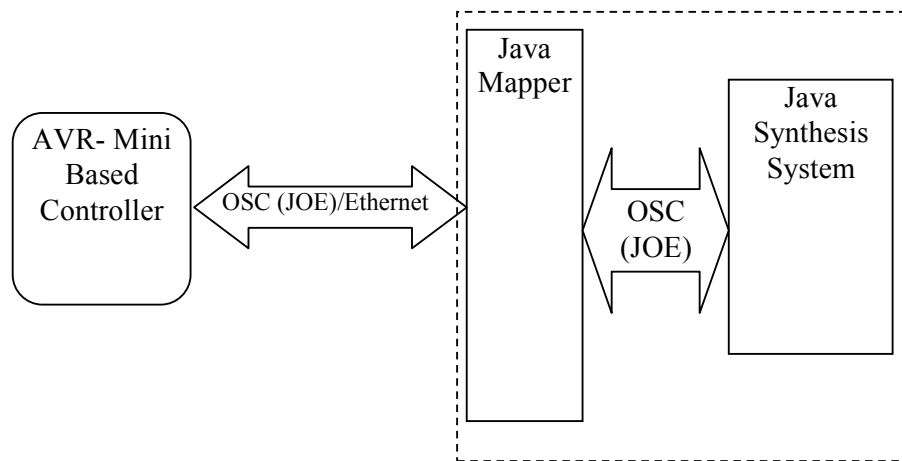 AVR- Mini
Based
Controller
OSC (JOE)/Ethernet
Java
Mapper
OSC
(JOE)
Java
Synthesis
System